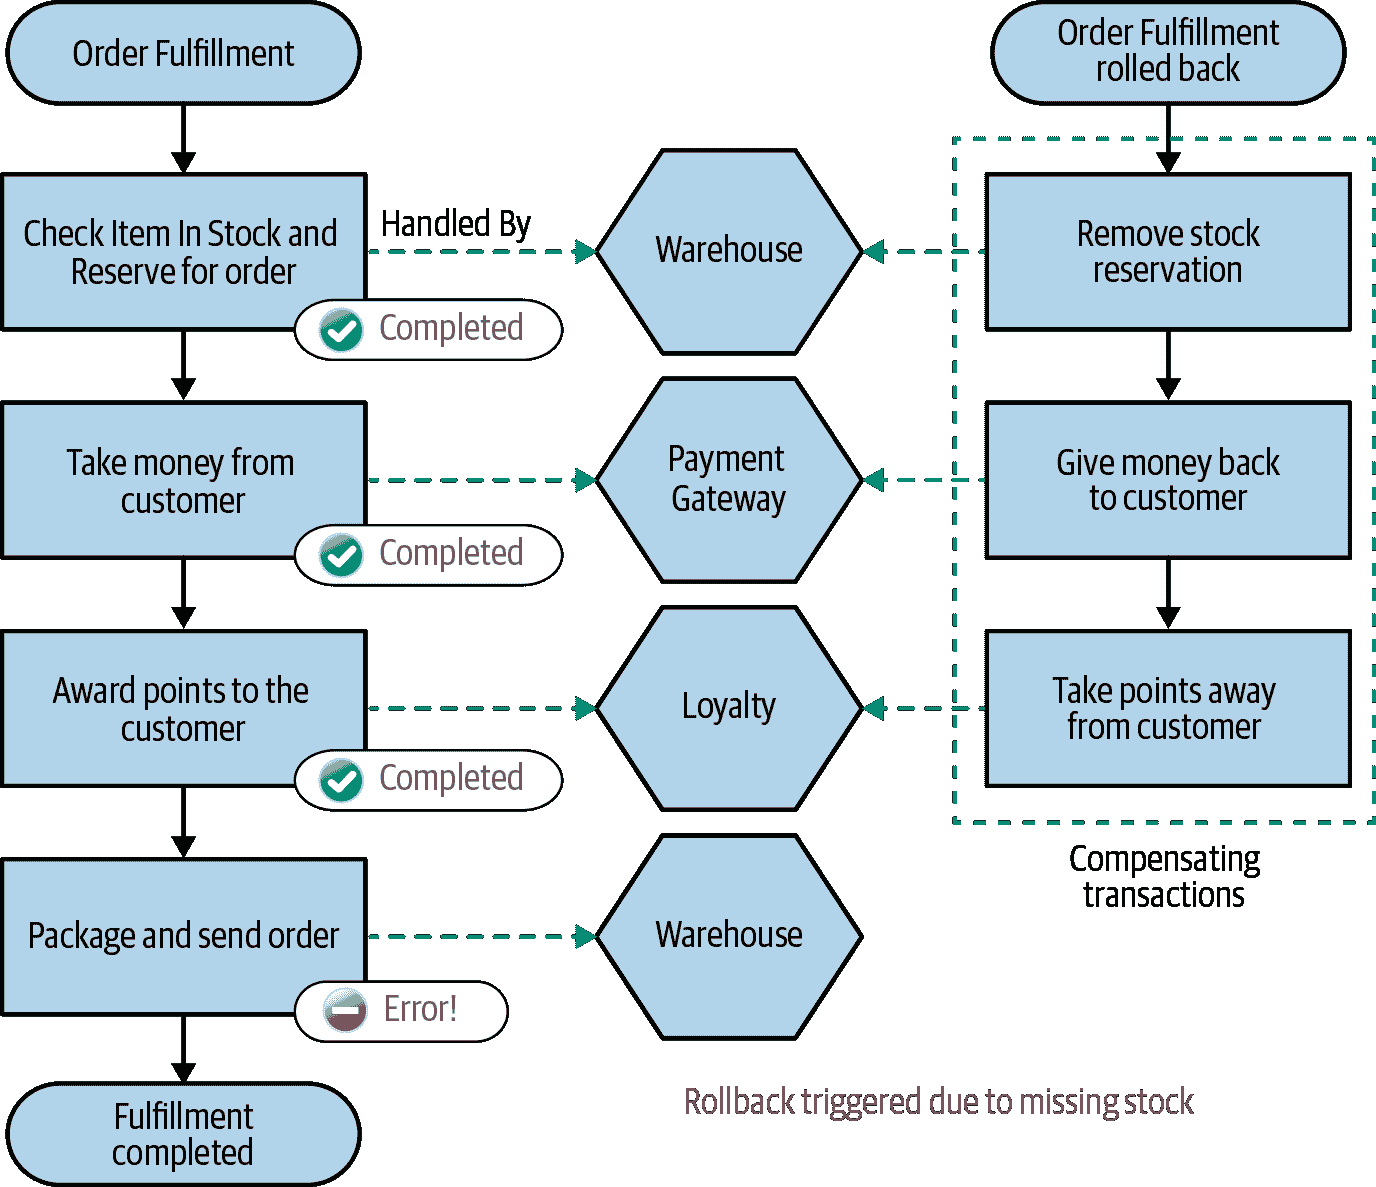 Order Fulfillment
Order Fulfillment
rolled back
Check Item In Stock and
Reserve for order
Handled By
Warehouse
Remove stock
reservation
Completed
Take money from
customer
Payment
Gateway
Give money back
to customer
Completed
Award points to the
customer
Loyalty
Take points away
from customer
Completed
Compensating
transactions
Package and send order
Warehouse
Error!
Rollback triggered due to missing stock
Fulfillment
completed